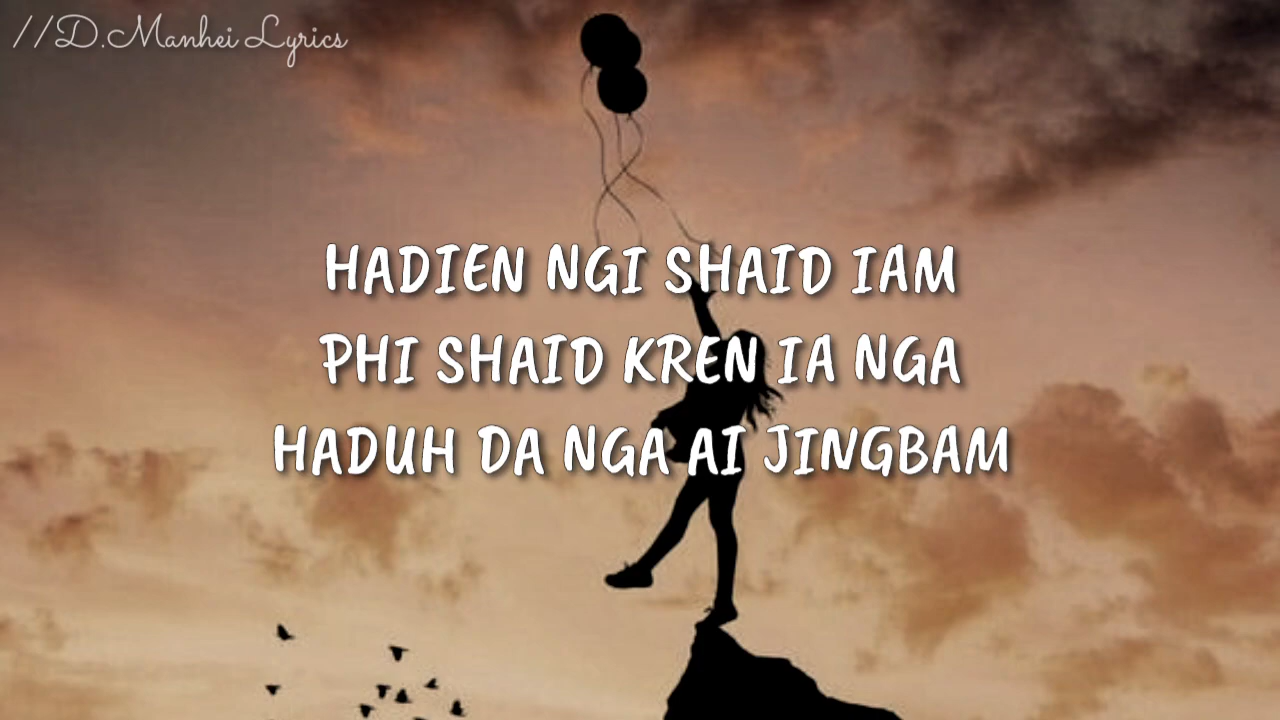 //D.Manhei Lyrics
HADIEN NGI SHAID IAM
PHI SHAID KREN IA NGA
HADUH DA NGA AI JINGBAM